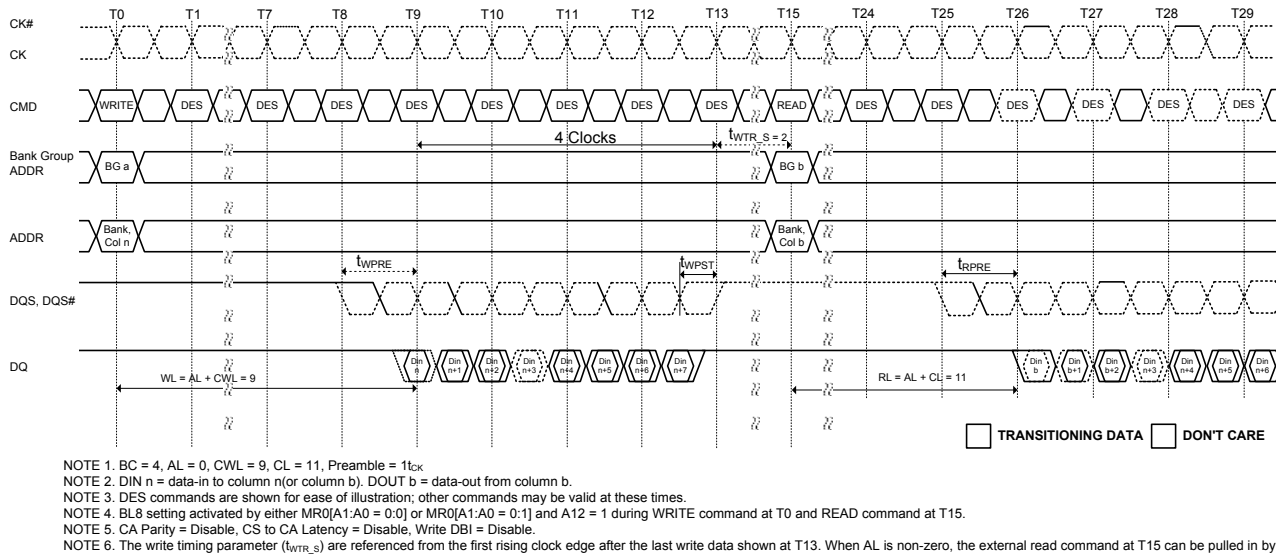 T0 T1 T7 T8 T9 T10 T11 T12 T13 T15 T24 T25 T26 T27 T28 T29
CK#
CK
CMD WRITE DES DES DES DES DES DES DES DES READ DES DES DES DES DES DES
4 Clocks tWTR_S = 2
Bank Group
ADDR
BG a BG b
ADDR
Bank,
Col n
Bank,
Col b
tWPRE tWPST tRPRE
DQS, DQS#
DQ
Din n Din n+1 Din n+2 Din n+3 Din n+4 Din n+5 Din n+6 Din n+7 Din b Din b+1 Din b+2 Din n+3 Din n+4 Din n+5 Din n+6
WL = AL + CWL = 9 RL = AL + CL = 11
TRANSITIONING DATA DON'T CARE
NOTE 1. BC = 4, AL = 0, CWL = 9, CL = 11, Preamble = 1tCK
NOTE 2. DIN n = data-in to column n(or column b). DOUT b = data-out from column b.
NOTE 3. DES commands are shown for ease of illustration; other commands may be valid at these times.
NOTE 4. BL8 setting activated by either MR0[A1:A0 = 0:0] or MR0[A1:A0 = 0:1] and A12 = 1 during WRITE command at T0 and READ command at T15.
NOTE 5. CA Parity = Disable, CS to CA Latency = Disable, Write DBI = Disable.
NOTE 6. The write timing parameter (tWTR_S) are referenced from the first rising clock edge after the last write data shown at T13. When AL is non-zero, the external read command at T15 can be pulled in by